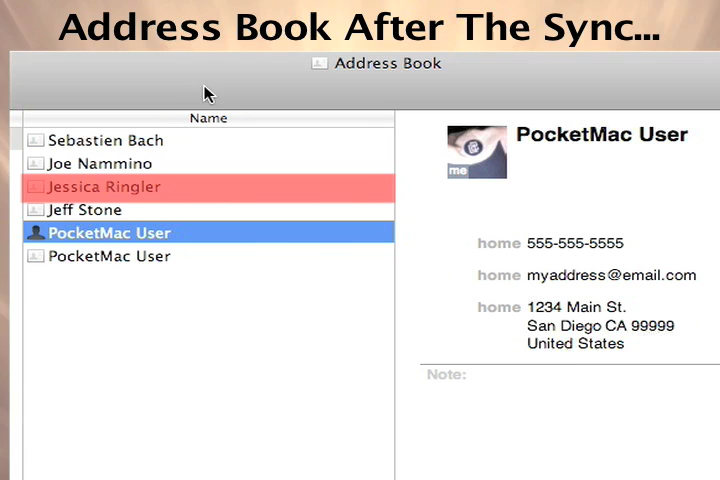 Address Book After The Sync...
Address Book
Name
Sebastien Bach
Joe Nammino
Jessica Ringler
Jeff Stone
PocketMac User
PocketMac User
PocketMac User
me
home 555-555-5555
home myaddress@email.com
home 1234 Main St.
San Diego CA 99999
United States
Note: